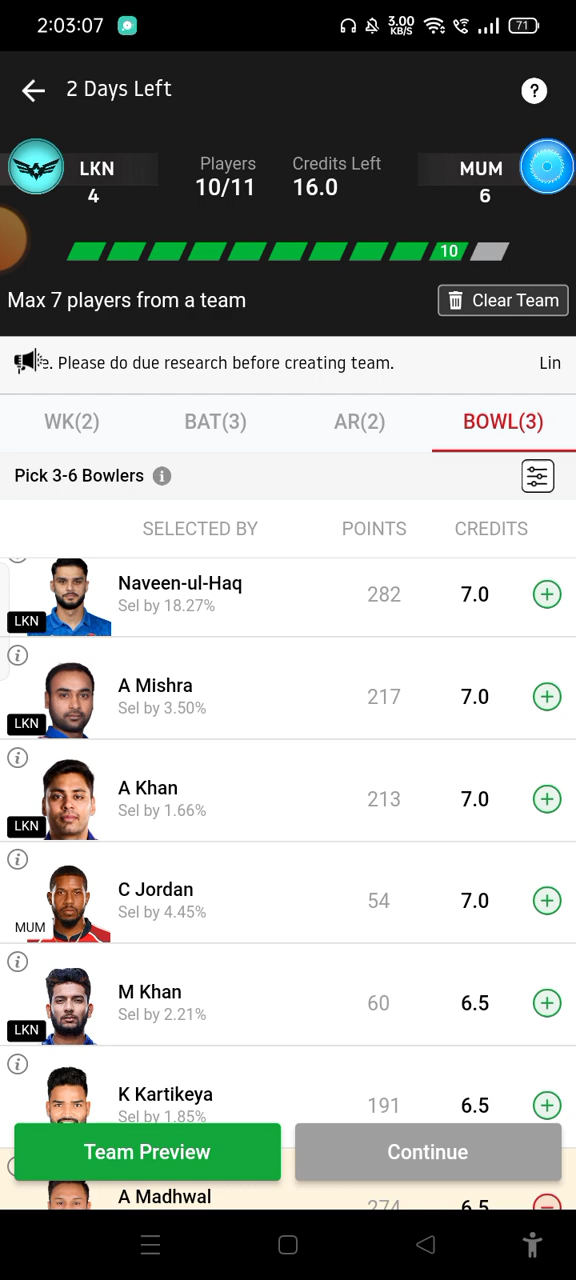 2:03:07
3.00 KB/S
71
2 Days Left
?
LKN
4
Players
10/11
Credits Left
16.0
MUM
6
10
Max 7 players from a team
Clear Team
e. Please do due research before creating team.
Lin
WK(2)
BAT(3)
AR(2)
BOWL(3)
Pick 3-6 Bowlers
SELECTED BY
POINTS
CREDITS
Naveen-ul-Haq
Sel by 18.27%
282
7.0
LKN
A Mishra
Sel by 3.50%
217
7.0
LKN
A Khan
Sel by 1.66%
213
7.0
LKN
C Jordan
Sel by 4.45%
54
7.0
MUM
M Khan
Sel by 2.21%
60
6.5
LKN
K Kartikeya
Sel by 1.85%
191
6.5
Team Preview
Continue
A Madhwal
274
6.5